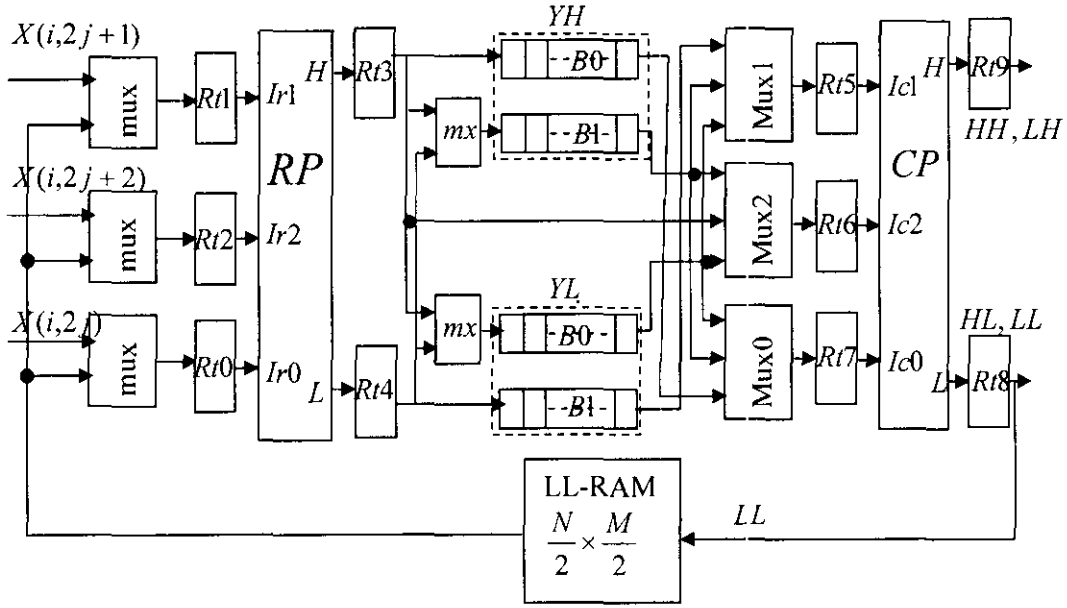 YH
X(i,2j+1)
mux
Rt1
Ir1
H
Rt3
B0
Mux1
Rt5
Ic1
H
Rt9
RP
mx
B1
HH, LH
X(i,2j+2)
mux
Rt2
Ir2
Mux2
Rt6
Ic2
CP
YL
X(i,2j)
mux
Rt0
Ir0
mx
B0
Mux0
Rt7
Ic0
HL, LL
L
Rt4
B1
L
Rt8
LL-RAM
N/2 × M/2
LL